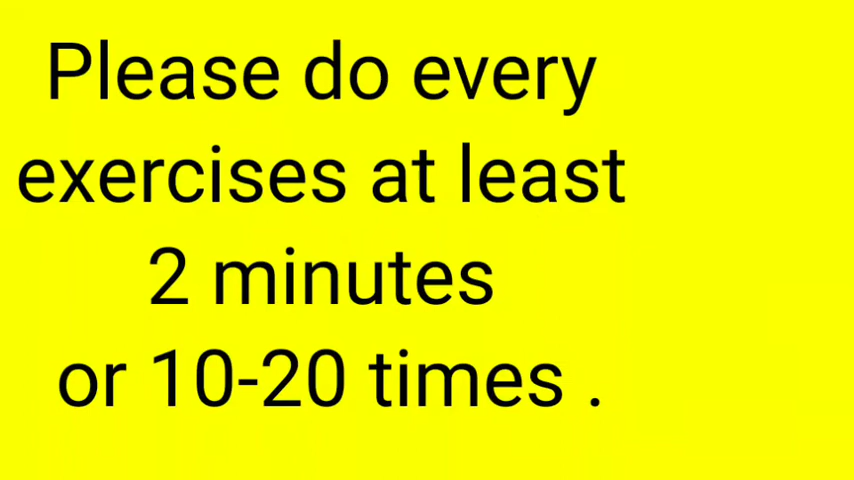 Please do every
exercises at least
2 minutes
or 10-20 times .